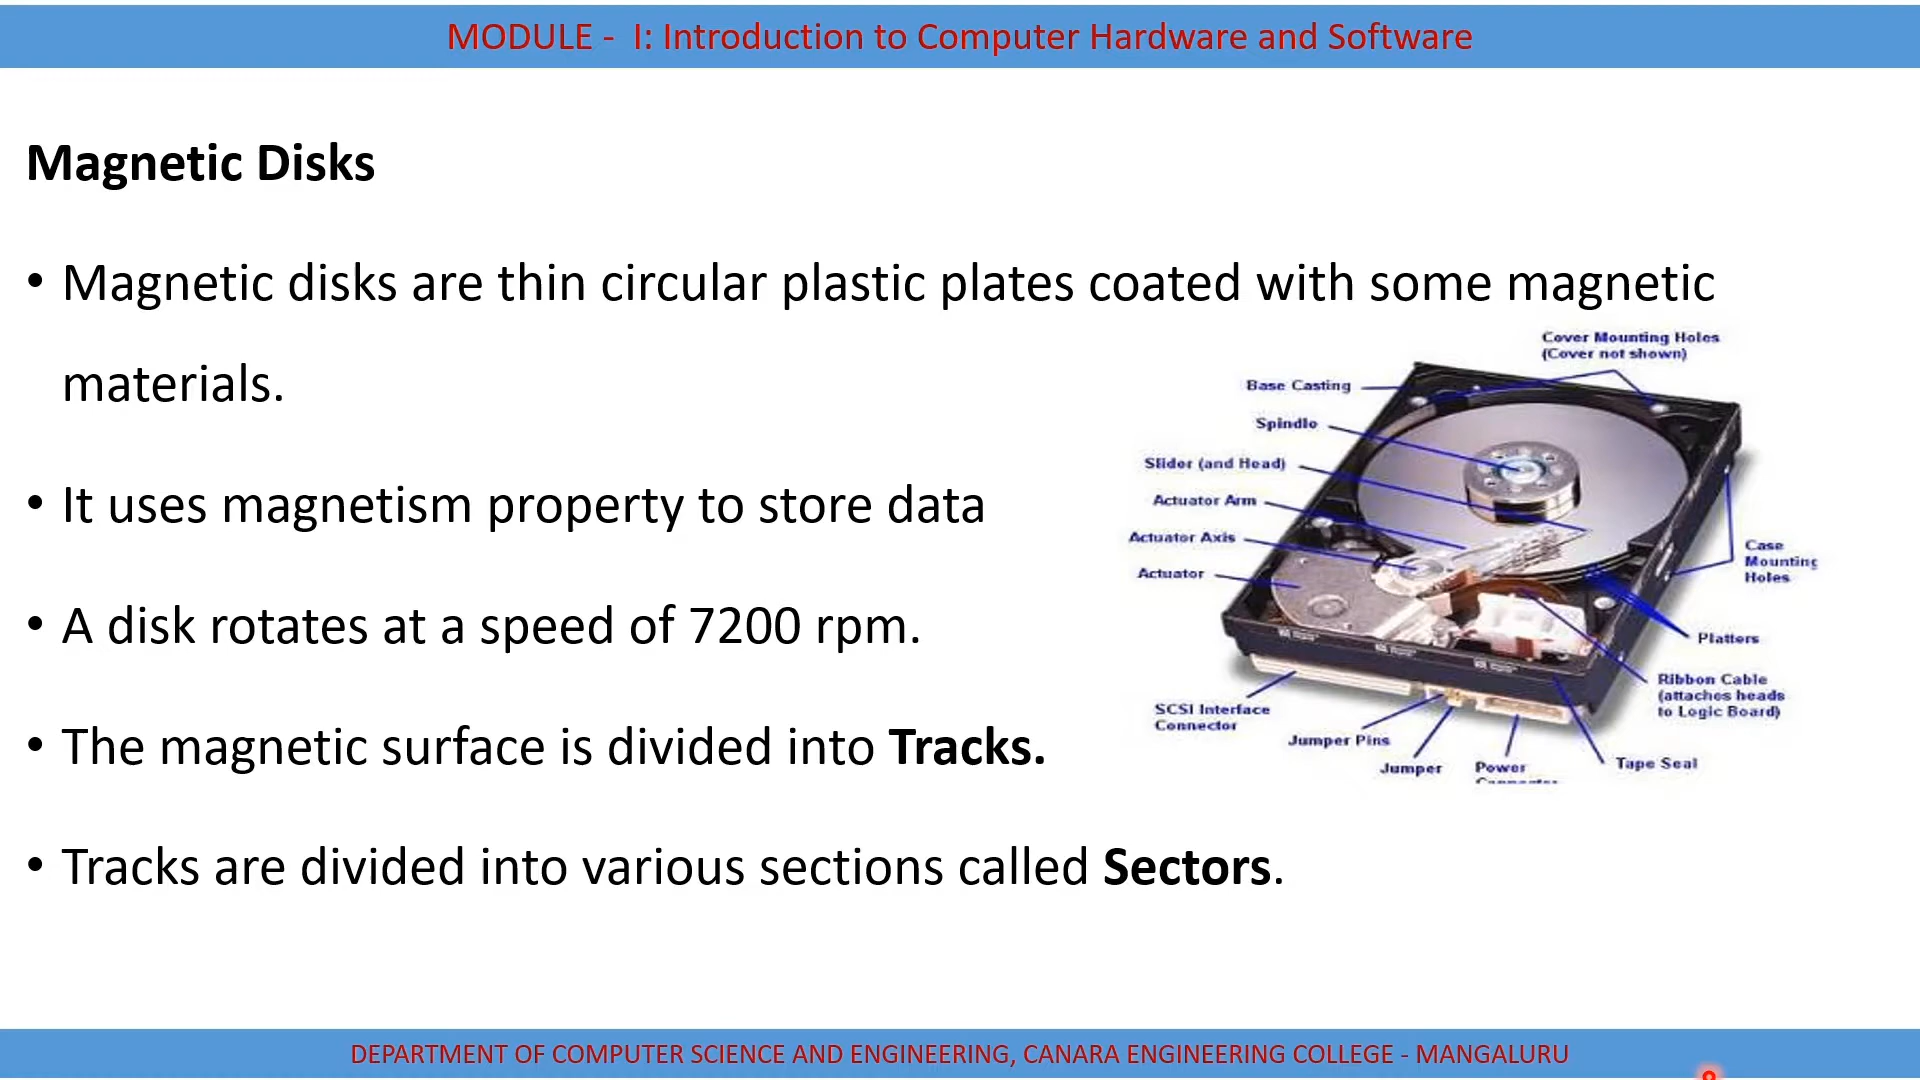 MODULE - I: Introduction to Computer Hardware and Software
Magnetic Disks
• Magnetic disks are thin circular plastic plates coated with some magnetic
materials.
• It uses magnetism property to store data
• A disk rotates at a speed of 7200 rpm.
• The magnetic surface is divided into Tracks.
• Tracks are divided into various sections called Sectors.
Cover Mounting Holes
(Cover not shown)
Base Casting
Spindle
Slider (and Head)
Actuator Arm
Actuator Axis
Actuator
Case
Mounting
Holes
Platters
Ribbon Cable
(attaches heads
to Logic Board)
SCSI Interface
Connector
Jumper Pins
Jumper
Power
Tape Seal
DEPARTMENT OF COMPUTER SCIENCE AND ENGINEERING, CANARA ENGINEERING COLLEGE - MANGALURU